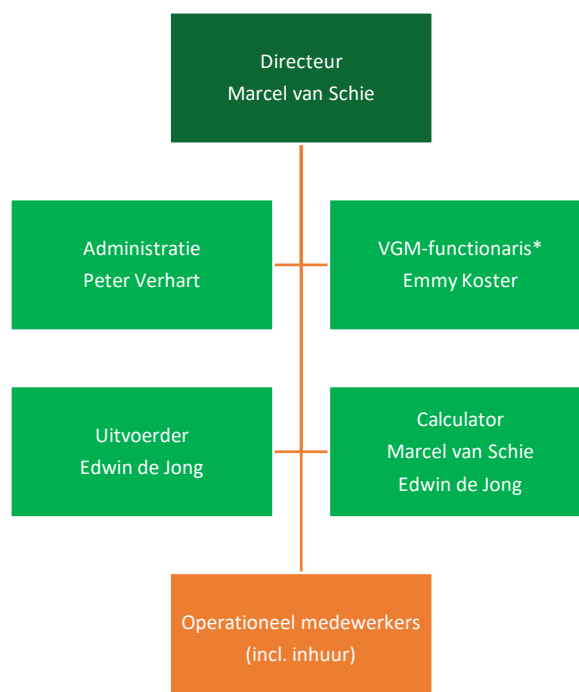 Directeur
Marcel van Schie
Administratie
Peter Verhart
VGM-functionaris*
Emmy Koster
Uitvoerder
Edwin de Jong
Calculator
Marcel van Schie
Edwin de Jong
Operationeel medewerkers
(incl. inhuur)